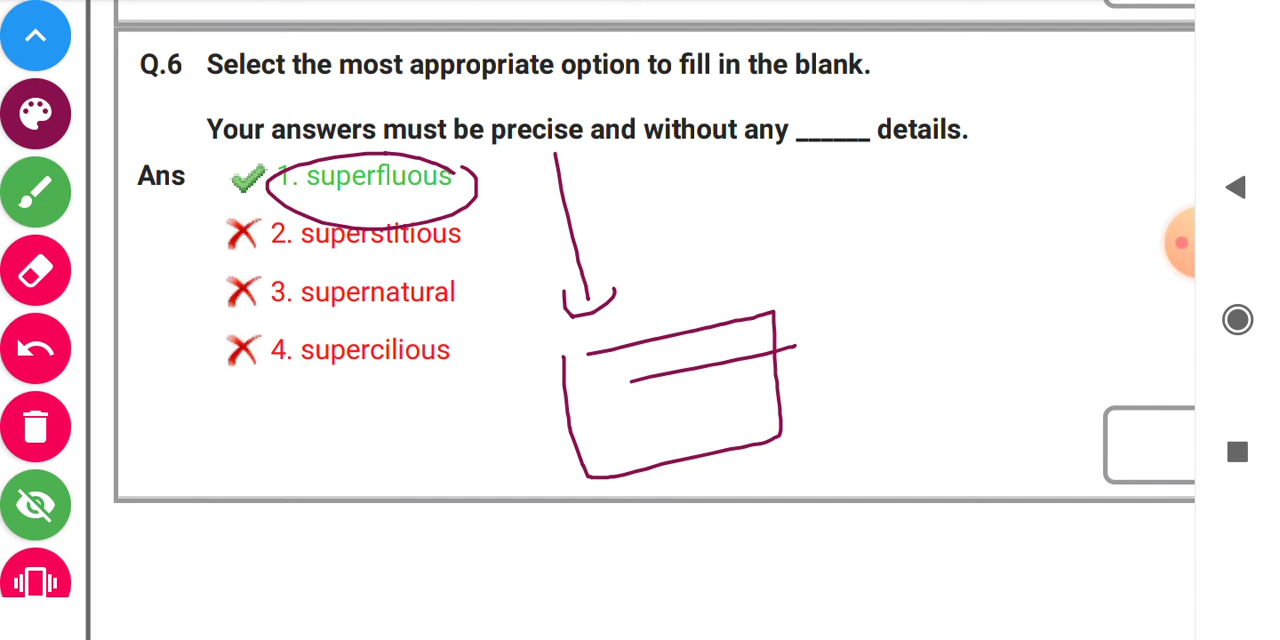 Q.6 Select the most appropriate option to fill in the blank.
Your answers must be precise and without any ______ details.
Ans 1. superfluous
2. superstitious
3. supernatural
4. supercilious